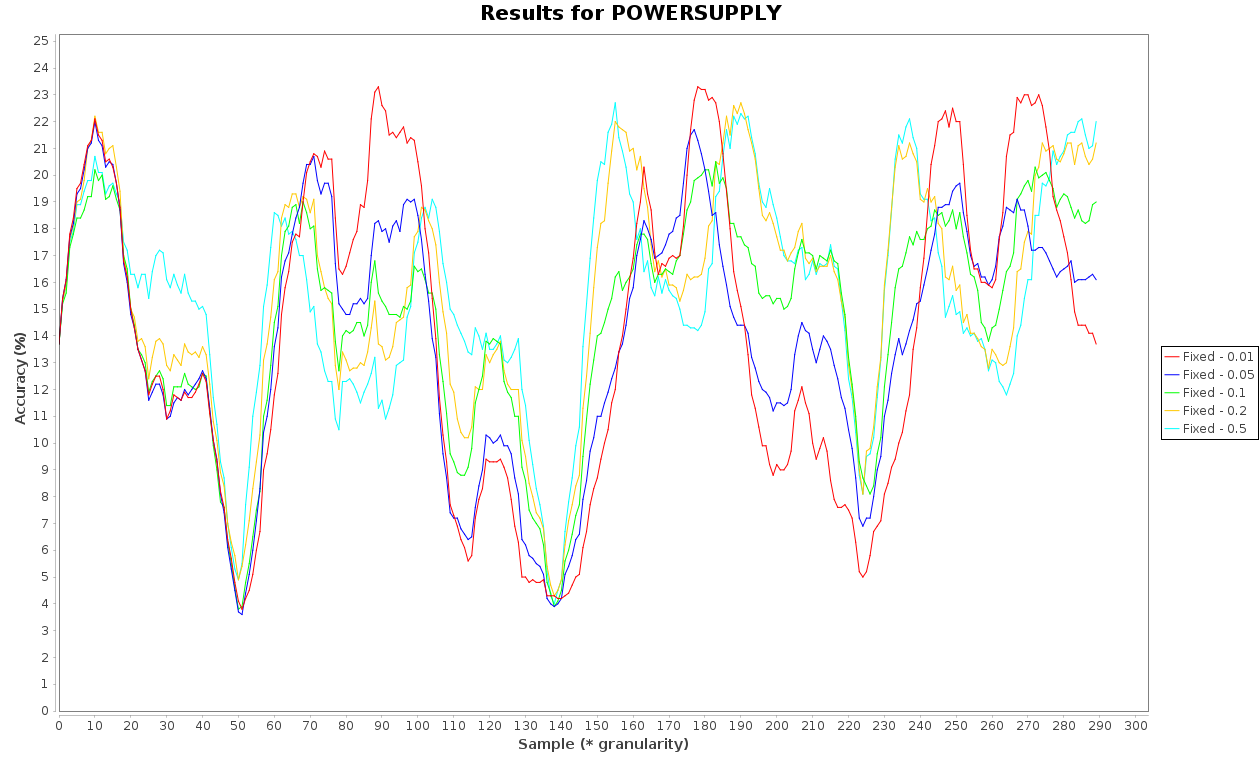 Results for POWERSUPPLY
25
24
23
22
21
20
19
18
17
16
15
14
13
12
11
10
9
8
7
6
5
4
3
2
1
0
Accuracy (%)
0 10 20 30 40 50 60 70 80 90 100 110 120 130 140 150 160 170 180 190 200 210 220 230 240 250 260 270 280 290 300
Sample (* granularity)
Fixed - 0.01
Fixed - 0.05
Fixed - 0.1
Fixed - 0.2
Fixed - 0.5